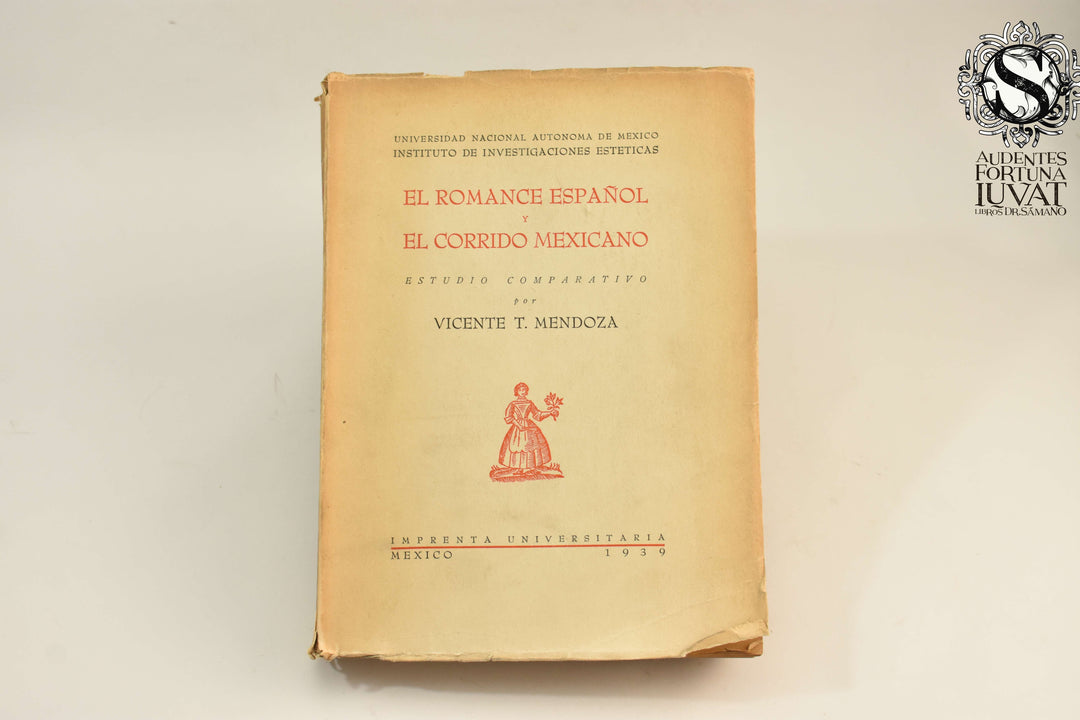 UNIVERSIDAD NACIONAL AUTONOMA DE MEXICO
INSTITUTO DE INVESTIGACIONES ESTETICAS
EL ROMANCE ESPAÑOL
Y
EL CORRIDO MEXICANO
ESTUDIO COMPARATIVO
por
VICENTE T. MENDOZA
IMPRENTA UNIVERSITARIA
MEXICO 1939
S
AUDENTES
FORTUNA
IUVAT
LIBROS DR. SÁMANO